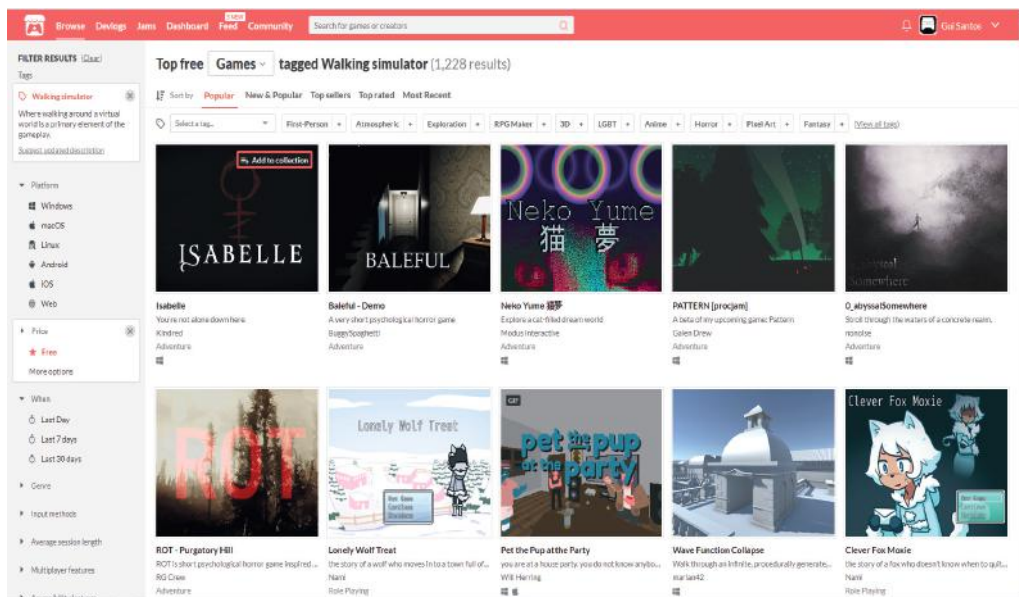 Browse Devlogs Jams Dashboard Feed Community
Search for games or creators
Gui Santos
FILTER RESULTS (Clear)
Tags
Walking simulator
Where walking around a virtual
world is a primary element of the
gameplay.
Suggest updated description
Platform
Windows
macOS
Linux
Android
iOS
Web
Price
Free
More options
When
Last Day
Last 7 days
Last 30 days
Genre
Input methods
Average session length
Multiplayer features
Top free Games tagged Walking simulator (1,228 results)
Sort by Popular New & Popular Top sellers Top rated Most Recent
Select a tag... First-Person + Atmospheric + Exploration + RPG Maker + 3D + LGBT + Anime + Horror + Pixel Art + Fantasy + (View all tags)
Add to collection
ISABELLE
BALEFUL
Neko Yume
猫 夢
Somewhere
Isabelle
You're not alone down here.
Kindred
Adventure
Baleful - Demo
A very short psychological horror game
BuggySpaghetti
Adventure
Neko Yume 猫夢
Explore a cat-filled dream world
Modus Interactive
Adventure
PATTERN [procjam]
A beta of my upcoming game: Pattern
Galen Drew
Adventure
0_abyssalSomewhere
Stroll through the waters of a concrete realm.
nonoise
Adventure
ROT
Lonely Wolf Treat
New Game
Continue
GIF
pet the pup
at the party
Clever Fox Moxie
New Game
Continue
ROT - Purgatory Hill
ROT is short psychological horror game inspired ...
RG Crew
Adventure
Lonely Wolf Treat
the story of a wolf who moves in to a town full of...
Nami
Role Playing
Pet the Pup at the Party
you are at a house party. you do not know anybo...
Will Herring
Wave Function Collapse
Walk through an infinite, procedurally generate...
marian42
Clever Fox Moxie
the story of a fox who doesn't know when to quit...
Nami
Role Playing